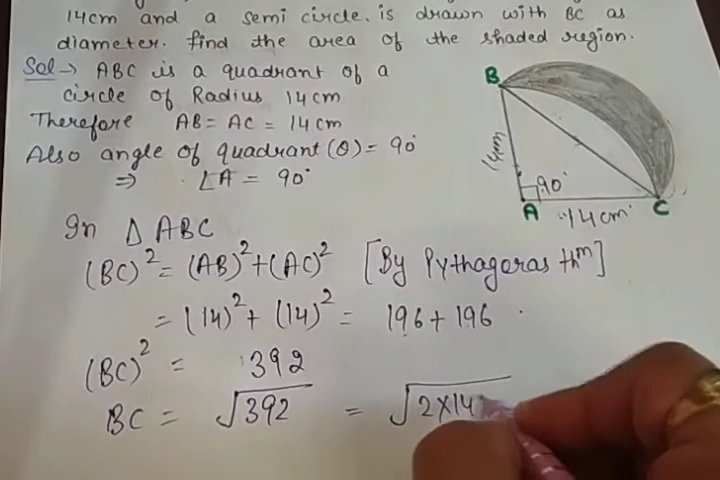 14cm and a semi circle is drawn with BC as
diameter. find the area of the shaded region.
Sol → ABC is a quadrant of a
circle of Radius 14 cm
Therefore AB = AC = 14 cm
Also angle of quadrant (θ) = 90°
⇒ ∠A = 90°
B
14cm
90°
A
14cm
C
In △ ABC
(BC)² = (AB)² + (AC)² [By Pythagoras thᵐ]
= (14)² + (14)² = 196 + 196
(BC)² = 392
BC = √392 = √2×14